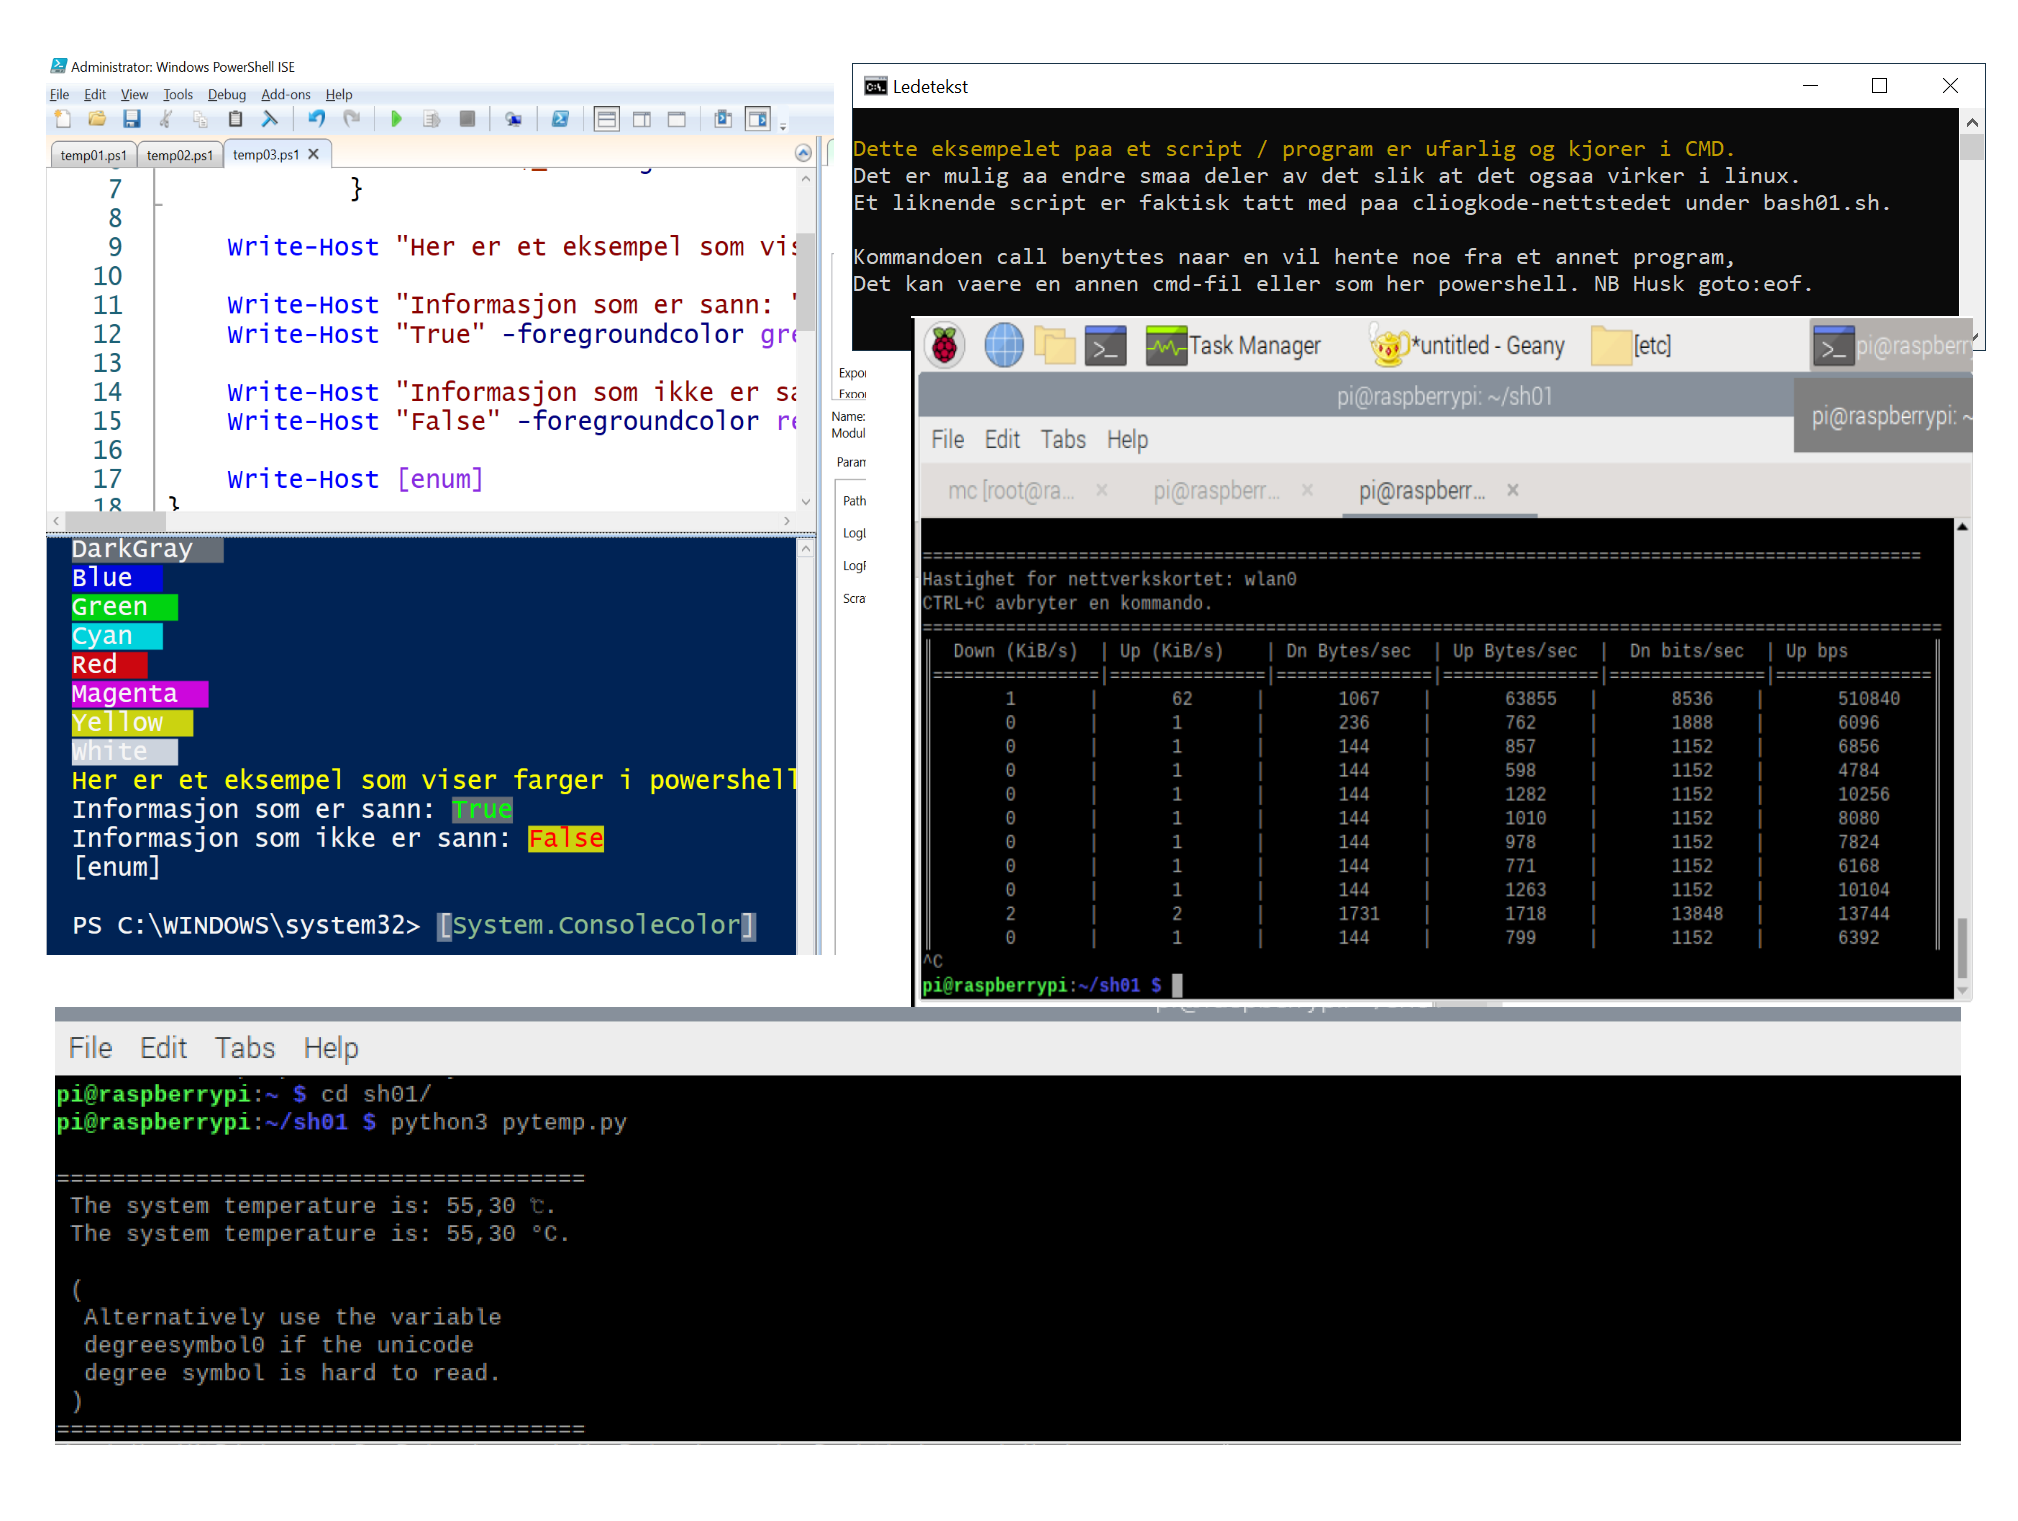 Administrator: Windows PowerShell ISE
File Edit View Tools Debug Add-ons Help
temp01.ps1 temp02.ps1 temp03.ps1 X
7 }
8
9 Write-Host "Her er et eksempel som vis
10
11 Write-Host "Informasjon som er sann: "
12 Write-Host "True" -foregroundcolor gre
13
14 Write-Host "Informasjon som ikke er sa
15 Write-Host "False" -foregroundcolor re
16
17 Write-Host [enum]
18 }
DarkGray
Blue
Green
Cyan
Red
Magenta
Yellow
White
Her er et eksempel som viser farger i powershell
Informasjon som er sann: True
Informasjon som ikke er sann: False
[enum]
PS C:\WINDOWS\system32> [System.ConsoleColor]
Name:
Modul
Param
Path
Scra
Ledetekst
Dette eksempelet paa et script / program er ufarlig og kjorer i CMD.
Det er mulig aa endre smaa deler av det slik at det ogsaa virker i linux.
Et liknende script er faktisk tatt med paa cliogkode-nettstedet under bash01.sh.
Kommandoen call benyttes naar en vil hente noe fra et annet program,
Det kan vaere en annen cmd-fil eller som her powershell. NB Husk goto:eof.
Task Manager *untitled - Geany [etc] pi@raspberr
pi@raspberrypi: ~/sh01
pi@raspberrypi: ~
File Edit Tabs Help
mc [root@ra... × pi@raspberr... × pi@raspberr... ×
================================================================================================
Hastighet for nettverkskortet: wlan0
CTRL+C avbryter en kommando.
==================================================================================================
Down (KiB/s) | Up (KiB/s) | Dn Bytes/sec | Up Bytes/sec | Dn bits/sec | Up bps
================|===============|===============|===============|===============|===============
1 | 62 | 1067 | 63855 | 8536 | 510840
0 | 1 | 236 | 762 | 1888 | 6096
0 | 1 | 144 | 857 | 1152 | 6856
0 | 1 | 144 | 598 | 1152 | 4784
0 | 1 | 144 | 1282 | 1152 | 10256
0 | 1 | 144 | 1010 | 1152 | 8080
0 | 1 | 144 | 978 | 1152 | 7824
0 | 1 | 144 | 771 | 1152 | 6168
0 | 1 | 144 | 1263 | 1152 | 10104
2 | 2 | 1731 | 1718 | 13848 | 13744
0 | 1 | 144 | 799 | 1152 | 6392
^C
pi@raspberrypi:~/sh01 $
File Edit Tabs Help
pi@raspberrypi:~ $ cd sh01/
pi@raspberrypi:~/sh01 $ python3 pytemp.py
======================================
The system temperature is: 55,30 ℃.
The system temperature is: 55,30 °C.
(
Alternatively use the variable
degreesymbol0 if the unicode
degree symbol is hard to read.
)
======================================